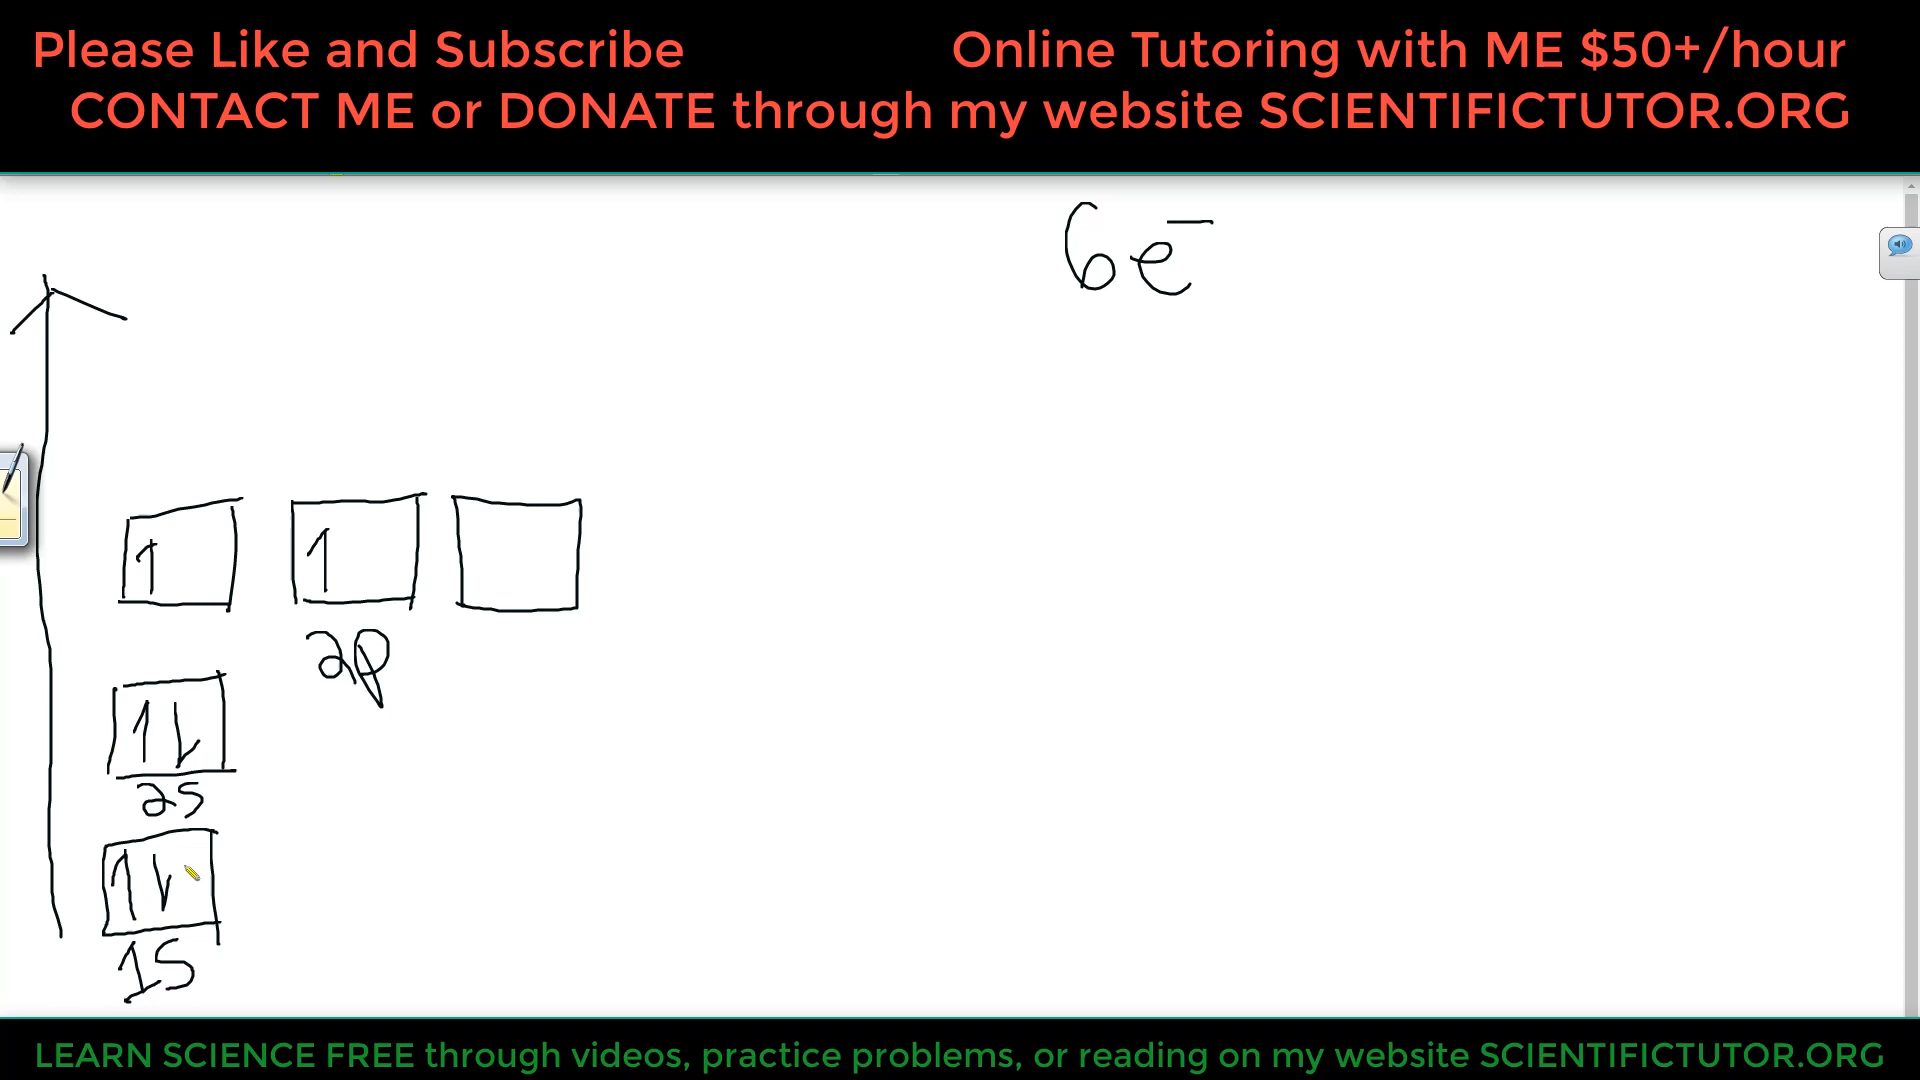 Please Like and Subscribe Online Tutoring with ME $50+/hour
CONTACT ME or DONATE through my website SCIENTIFICTUTOR.ORG
6e⁻
↿ ↿
2p
↿⇂
2s
↿⇂
1s
LEARN SCIENCE FREE through videos, practice problems, or reading on my website SCIENTIFICTUTOR.ORG